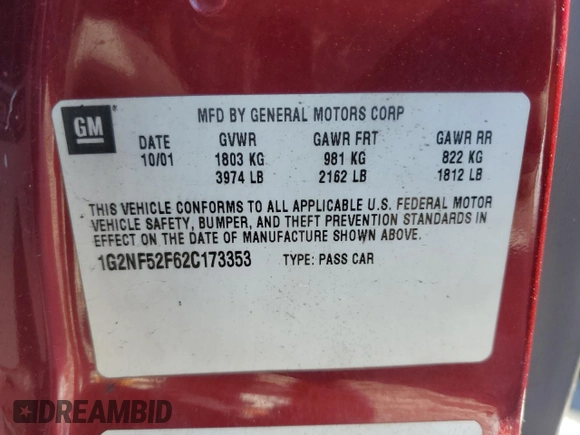 GM
MFD BY GENERAL MOTORS CORP
DATE GVWR GAWR FRT GAWR RR
10/01 1803 KG 981 KG 822 KG
3974 LB 2162 LB 1812 LB
THIS VEHICLE CONFORMS TO ALL APPLICABLE U.S. FEDERAL MOTOR
VEHICLE SAFETY, BUMPER, AND THEFT PREVENTION STANDARDS IN
EFFECT ON THE DATE OF MANUFACTURE SHOWN ABOVE.
1G2NF52F62C173353 TYPE: PASS CAR
DREAMBID